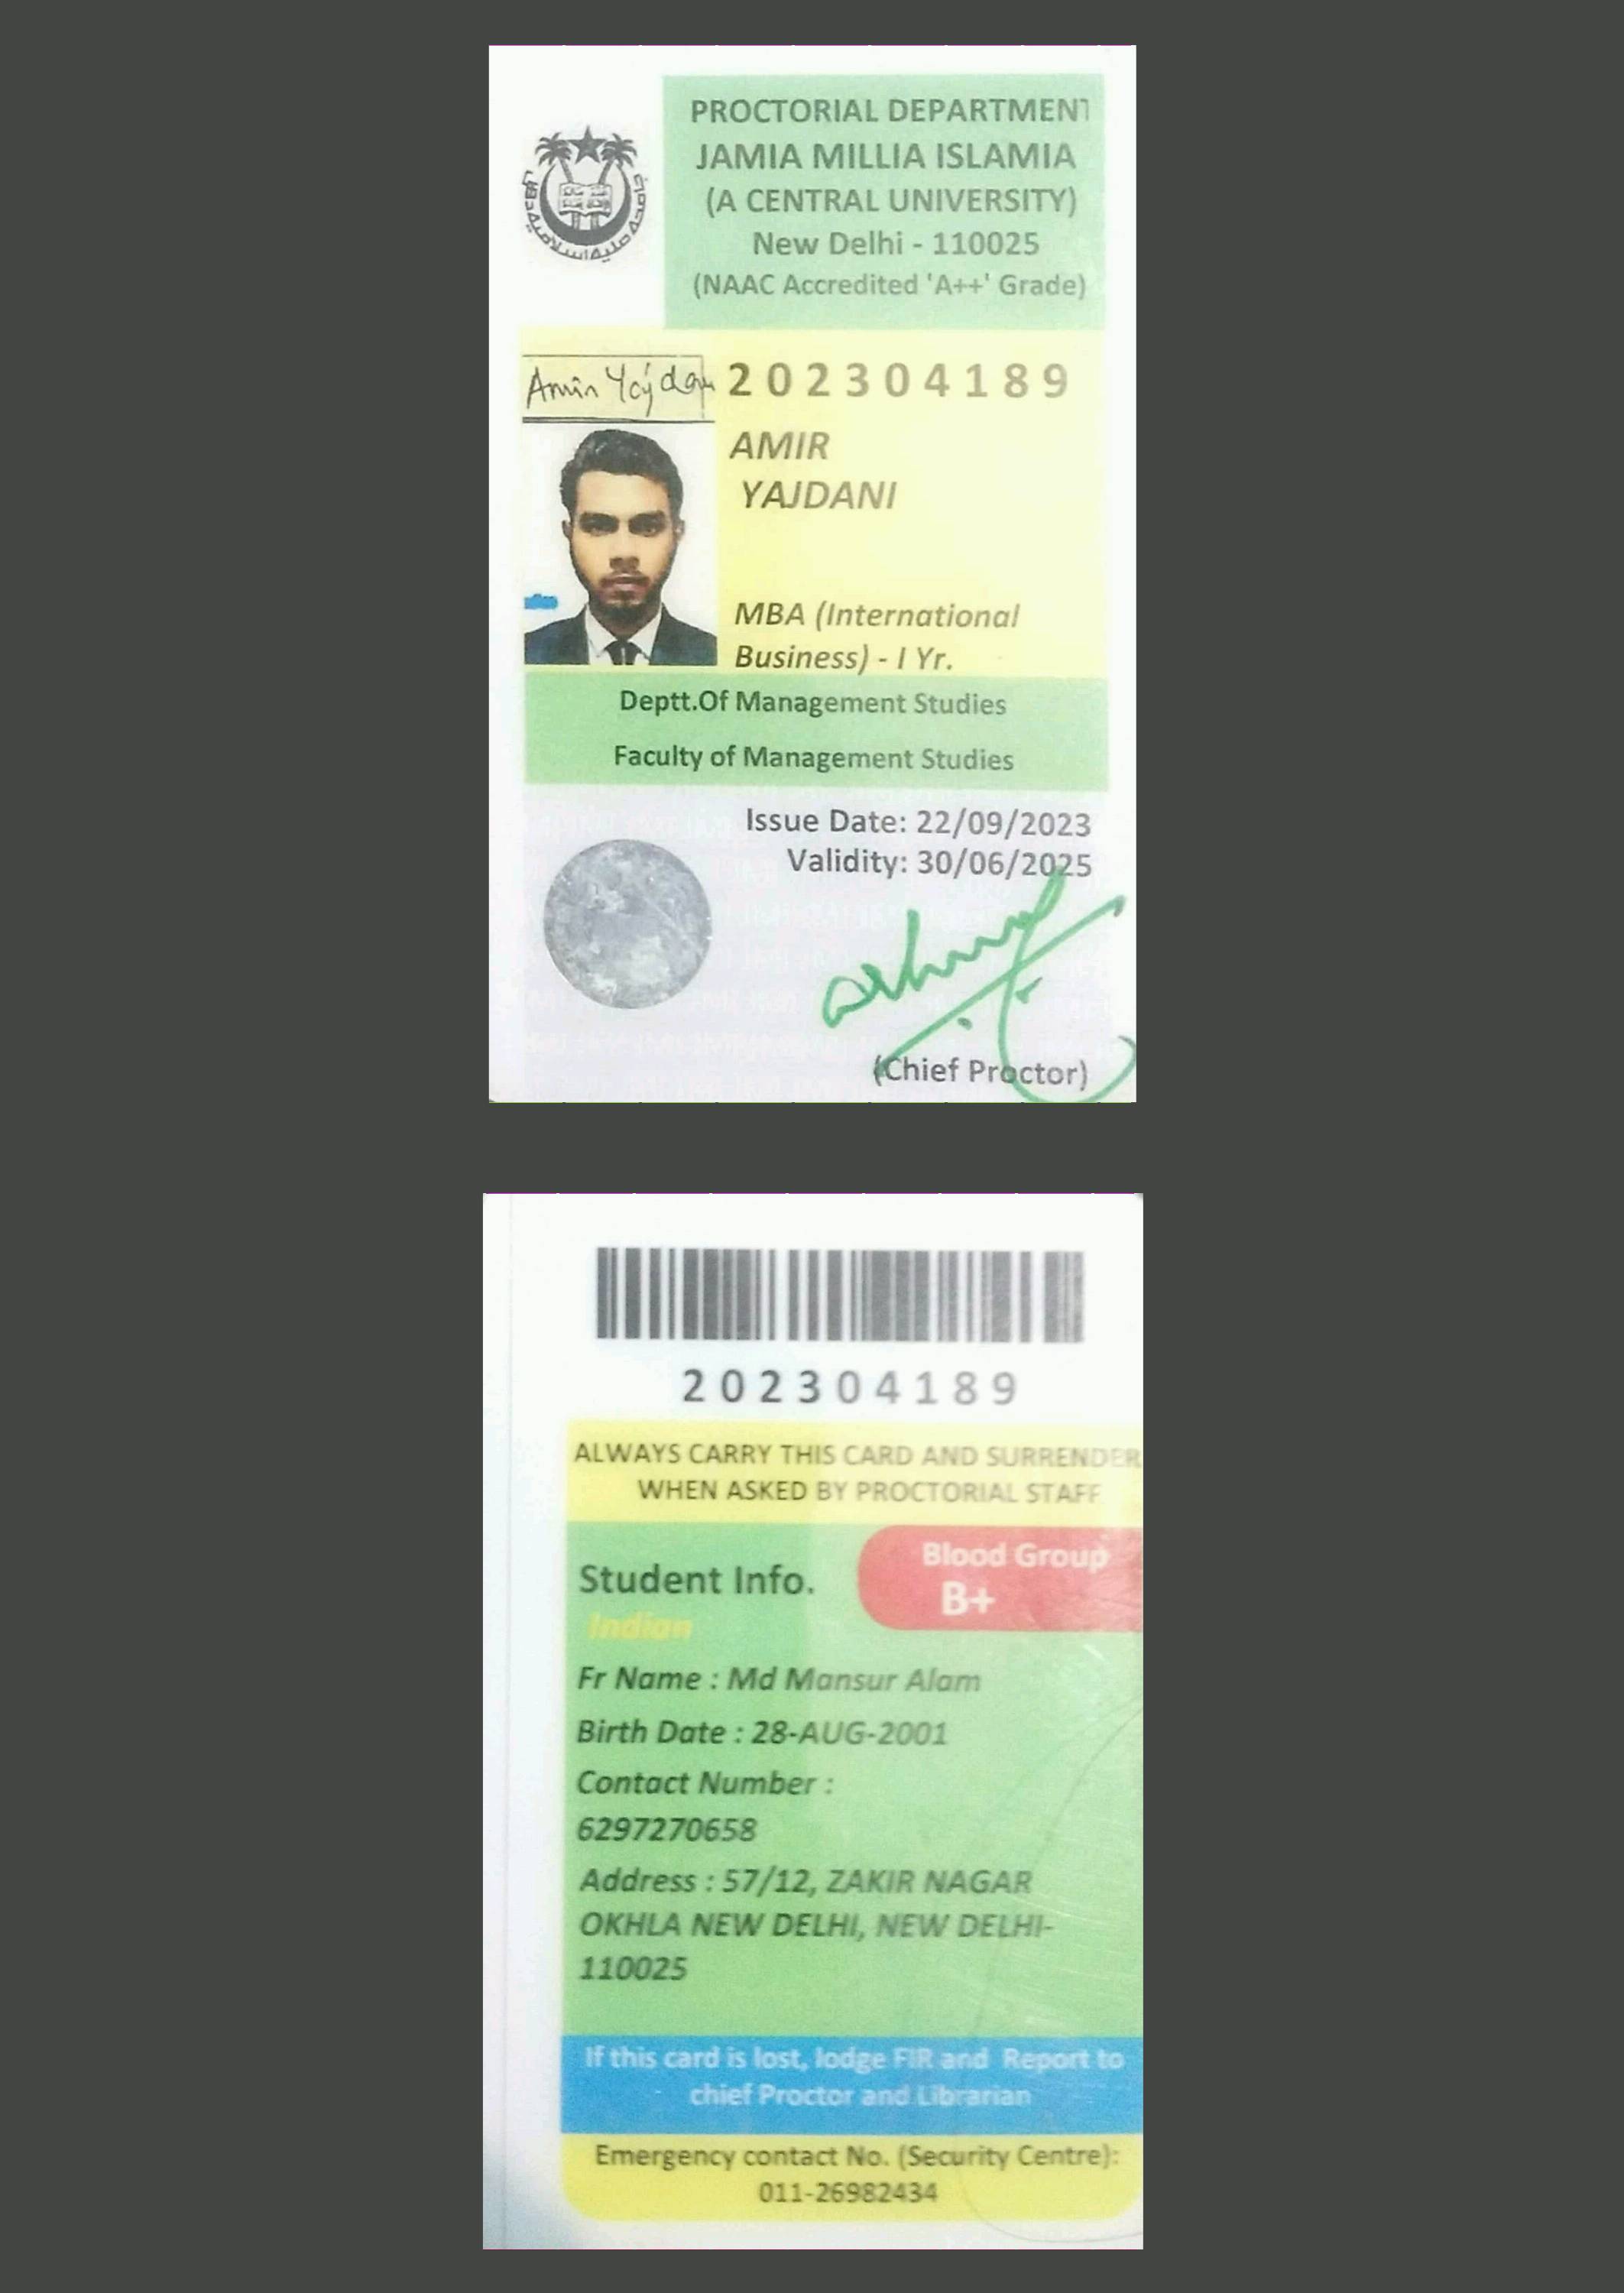 PROCTORIAL DEPARTMENT
JAMIA MILLIA ISLAMIA
(A CENTRAL UNIVERSITY)
New Delhi - 110025
(NAAC Accredited 'A++' Grade)
جامعہ ملیہ اسلامیہ دہلی
Amir Yajdani
202304189
AMIR
YAJDANI
MBA (International
Business) - I Yr.
Deptt.Of Management Studies
Faculty of Management Studies
Issue Date: 22/09/2023
Validity: 30/06/2025
(Chief Proctor)
202304189
ALWAYS CARRY THIS CARD AND SURRENDER
WHEN ASKED BY PROCTORIAL STAFF
Blood Group
B+
Student Info.
Indian
Fr Name : Md Mansur Alam
Birth Date : 28-AUG-2001
Contact Number :
6297270658
Address : 57/12, ZAKIR NAGAR
OKHLA NEW DELHI, NEW DELHI-
110025
If this card is lost, lodge FIR and Report to
chief Proctor and Librarian
Emergency contact No. (Security Centre):
011-26982434